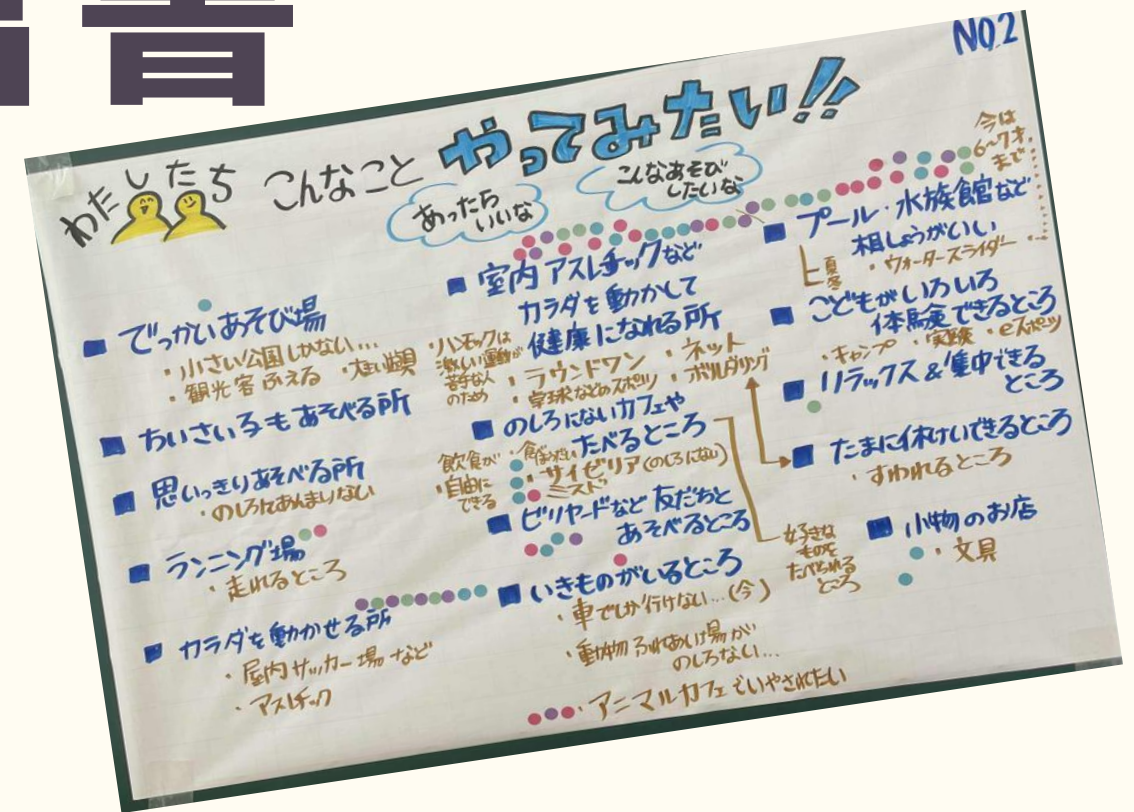 書
NO.2
わたしたち こんなこと やってみたい!!
あったら
いいな
こんなあそび
したいな
■ でっかいあそび場
・小さい公園しかない…
・観光客ふえる
■ ちいさい子もあそべる所
■ 思いっきりあそべる所
・のしろにあんまりない
■ ランニング場
・走れるところ
■ カラダを動かせる所
・屋内サッカー場など
・アスレチック
■ 室内アスレチックなど
カラダを動かして
健康になれる所
・ハンモックは
激しい運動が
苦手な人
のため
・ラウンドワン
・ネット
・卓球などのスポーツ
・ボルダリング
■ のしろにないカフェや
たべるところ
飲食が
・自由に
できる
・サイゼリア(のしろにない)
・ミスド
■ ビリヤードなど 友だちと
あそべるところ
■ いきものがいるところ
・車でしか行けない…(今)
・動物ふれあい場が
のしろない…
・アニマルカフェでいやされたい
今は
6~7才
まで
■ プール・水族館など
・ウォータースライダー
夏
冬
■ こどもがいろいろ
体験できるところ
・キャンプ ・実験 ・eスポーツ
■ リラックス&集中できる
ところ
■ たまに休けいできるところ
・すわれるところ
好きな
ものを
たべられる
ところ
■ 小物のお店
・文具